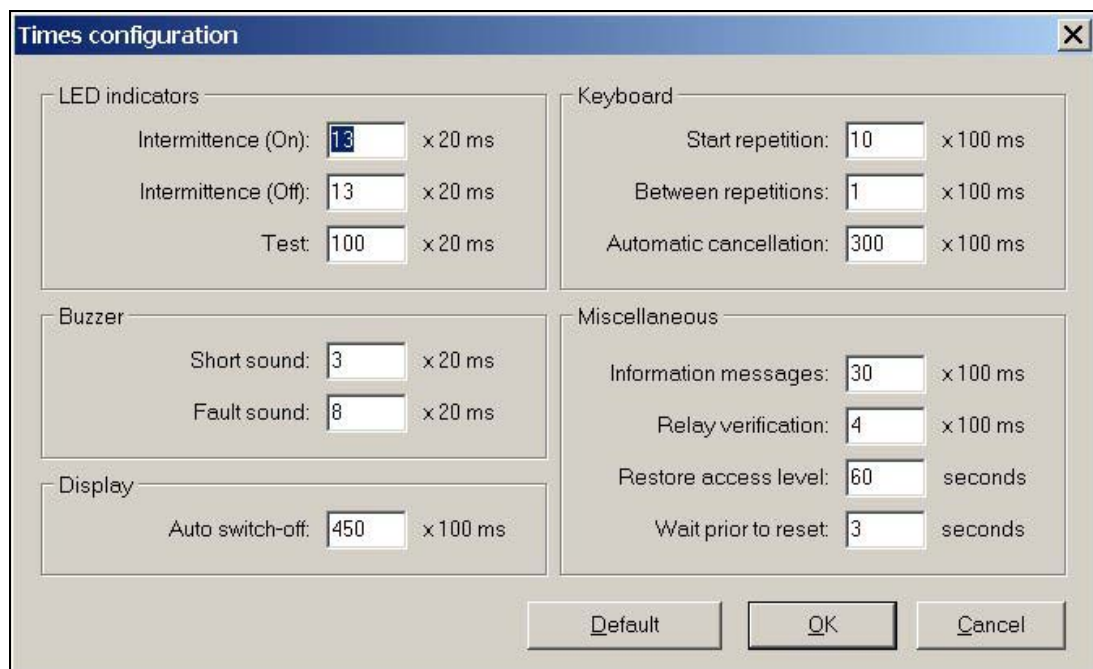 Times configuration
LED indicators
Intermittence (On): 13 x 20 ms
Intermittence (Off): 13 x 20 ms
Test: 100 x 20 ms
Buzzer
Short sound: 3 x 20 ms
Fault sound: 8 x 20 ms
Display
Auto switch-off: 450 x 100 ms
Keyboard
Start repetition: 10 x 100 ms
Between repetitions: 1 x 100 ms
Automatic cancellation: 300 x 100 ms
Miscellaneous
Information messages: 30 x 100 ms
Relay verification: 4 x 100 ms
Restore access level: 60 seconds
Wait prior to reset: 3 seconds
Default OK Cancel